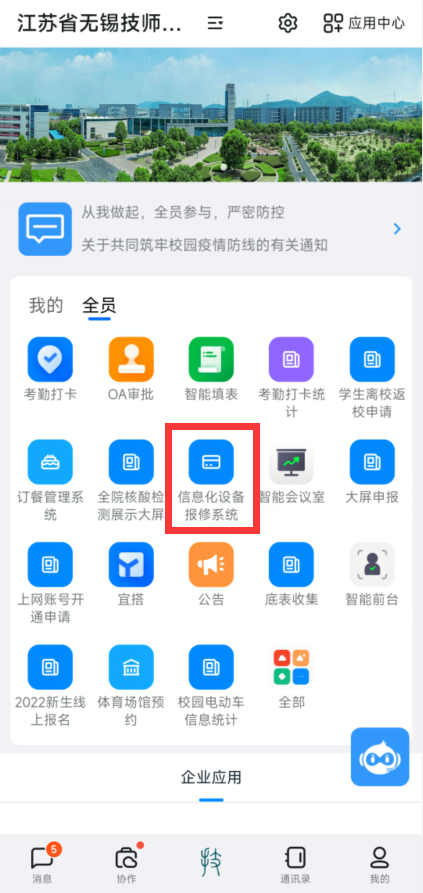 江苏省无锡技师...
应用中心
从我做起，全员参与，严密防控
关于共同筑牢校园疫情防线的有关通知
我的
全员
考勤打卡
OA审批
智能填表
考勤打卡统
计
学生离校返
校申请
订餐管理系
统
全院核酸检
测展示大屏
信息化设备
报修系统
智能会议室
大屏申报
上网账号开
通申请
宜搭
公告
底表收集
智能前台
2022新生线
上报名
体育场馆预
约
校园电动车
信息统计
全部
企业应用
5
消息
协作
技
通讯录
我的